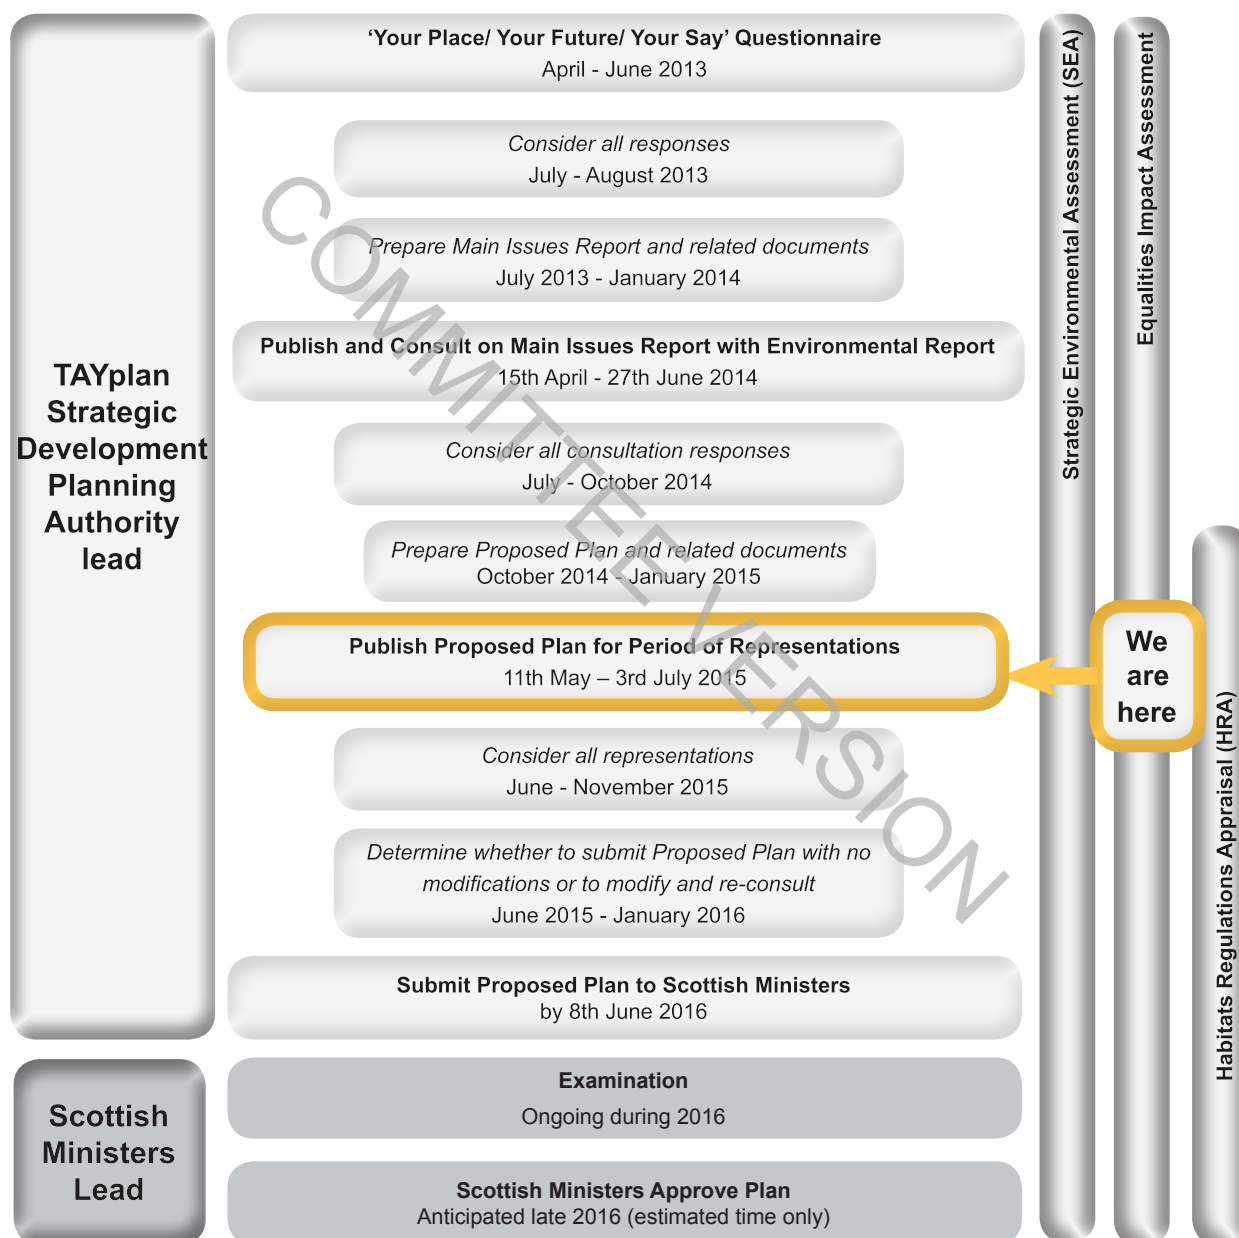 TAYplan
Strategic
Development
Planning
Authority
lead
‘Your Place/ Your Future/ Your Say’ Questionnaire
April - June 2013
Consider all responses
July - August 2013
Prepare Main Issues Report and related documents
July 2013 - January 2014
Publish and Consult on Main Issues Report with Environmental Report
15th April - 27th June 2014
Consider all consultation responses
July - October 2014
Prepare Proposed Plan and related documents
October 2014 - January 2015
Publish Proposed Plan for Period of Representations
11th May – 3rd July 2015
Consider all representations
June - November 2015
Determine whether to submit Proposed Plan with no
modifications or to modify and re-consult
June 2015 - January 2016
Submit Proposed Plan to Scottish Ministers
by 8th June 2016
Scottish
Ministers
Lead
Examination
Ongoing during 2016
Scottish Ministers Approve Plan
Anticipated late 2016 (estimated time only)
Strategic Environmental Assessment (SEA)
Equalities Impact Assessment
We
are
here
Habitats Regulations Appraisal (HRA)
COMMITTEE VERSION